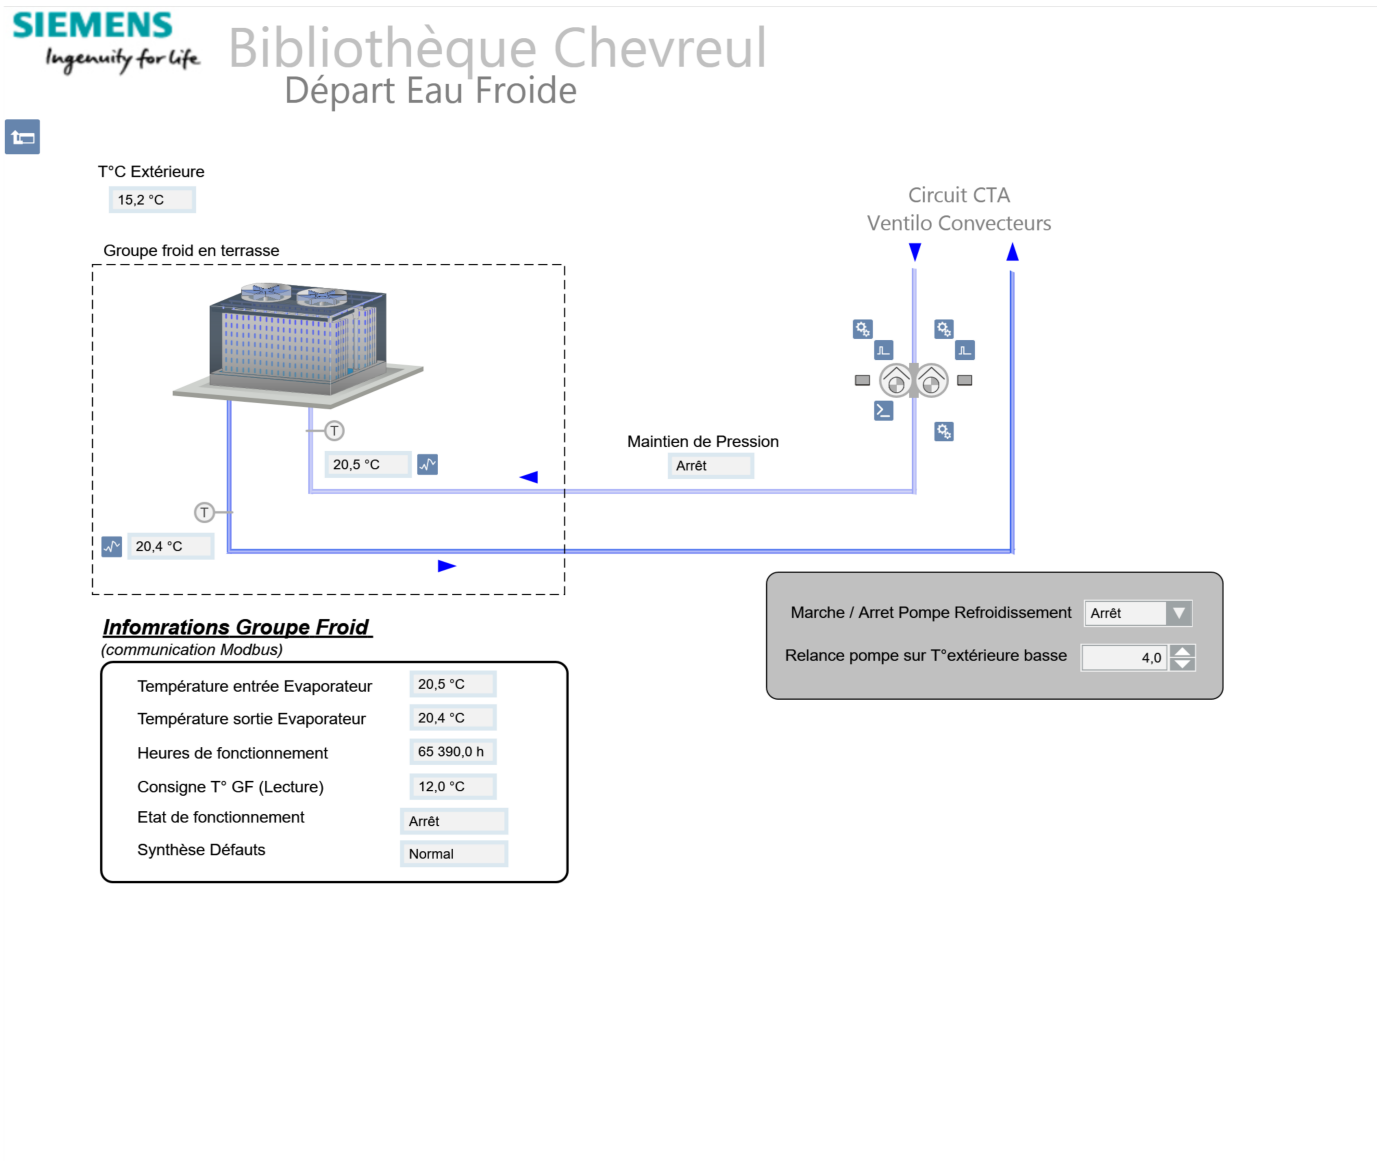 SIEMENS
Ingenuity for life
Bibliothèque Chevreul
Départ Eau Froide
T°C Extérieure
15,2 °C
Circuit CTA
Ventilo Convecteurs
Groupe froid en terrasse
T
20,5 °C
Maintien de Pression
Arrêt
T
20,4 °C
Marche / Arret Pompe Refroidissement Arrêt
Relance pompe sur T°extérieure basse 4,0
Infomrations Groupe Froid
(communication Modbus)
Température entrée Evaporateur 20,5 °C
Température sortie Evaporateur 20,4 °C
Heures de fonctionnement 65 390,0 h
Consigne T° GF (Lecture) 12,0 °C
Etat de fonctionnement Arrêt
Synthèse Défauts Normal